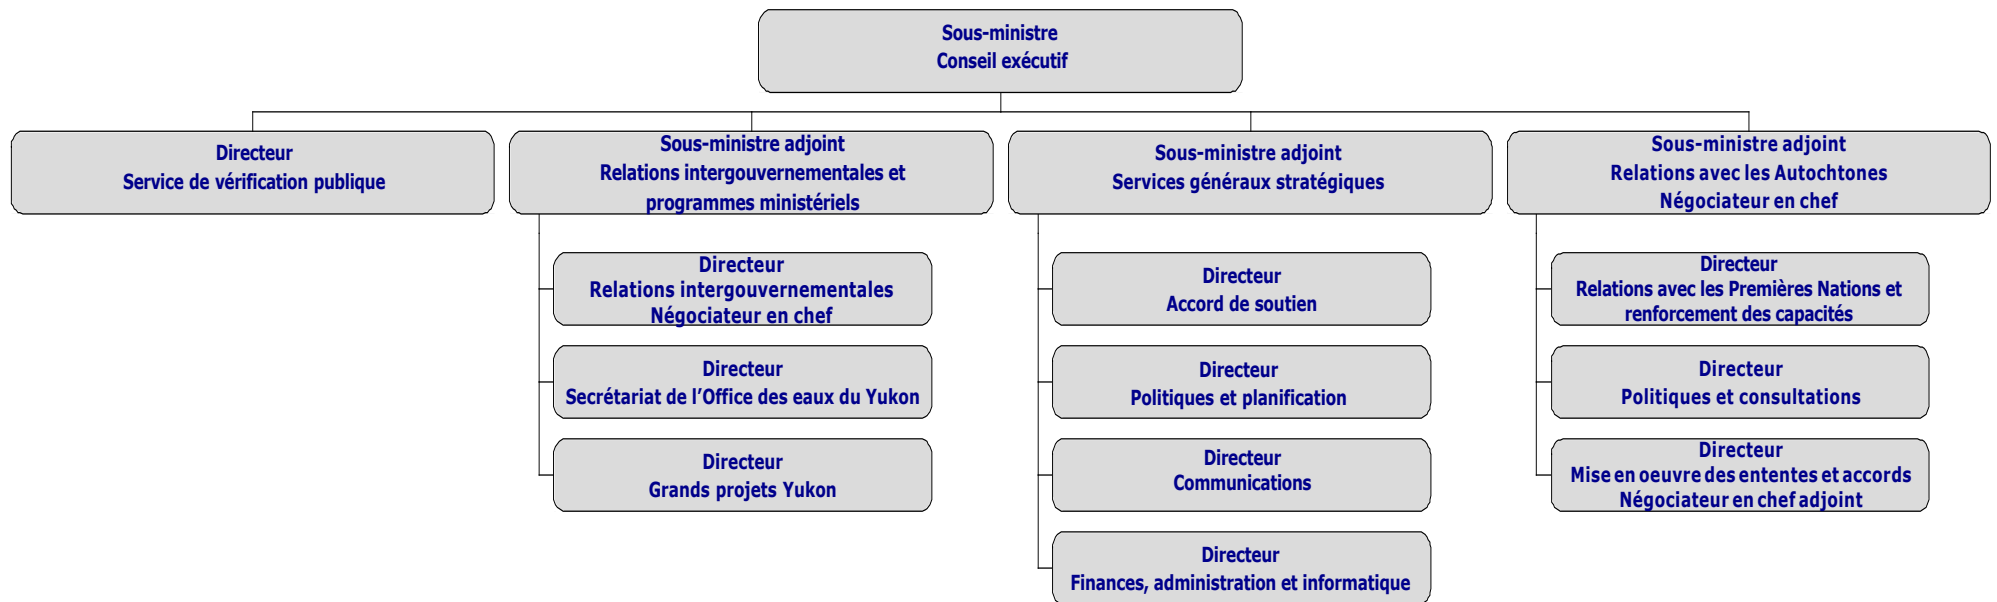 Sous-ministre
Conseil exécutif
Directeur
Service de vérification publique
Sous-ministre adjoint
Relations intergouvernementales et
programmes ministériels
Sous-ministre adjoint
Services généraux stratégiques
Sous-ministre adjoint
Relations avec les Autochtones
Négociateur en chef
Directeur
Relations intergouvernementales
Négociateur en chef
Directeur
Secrétariat de l’Office des eaux du Yukon
Directeur
Grands projets Yukon
Directeur
Accord de soutien
Directeur
Politiques et planification
Directeur
Communications
Directeur
Finances, administration et informatique
Directeur
Relations avec les Premières Nations et
renforcement des capacités
Directeur
Politiques et consultations
Directeur
Mise en oeuvre des ententes et accords
Négociateur en chef adjoint